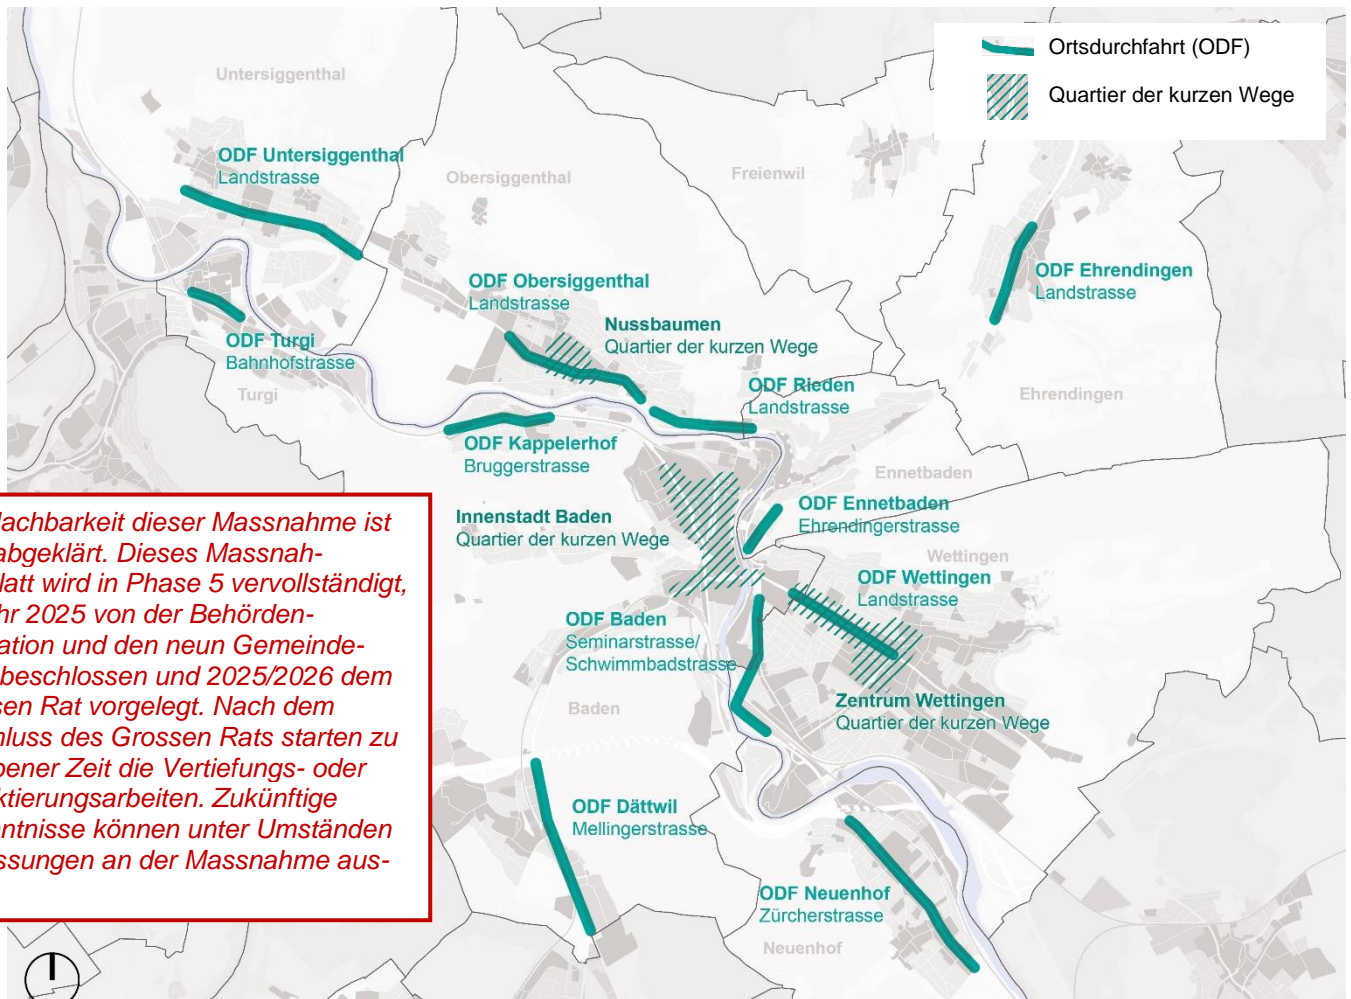 Ortsdurchfahrt (ODF)
Quartier der kurzen Wege
Untersiggenthal
ODF Untersiggenthal
Landstrasse
Obersiggenthal
Freienwil
ODF Obersiggenthal
Landstrasse
ODF Ehrendingen
Landstrasse
Nussbaumen
Quartier der kurzen Wege
ODF Turgi
Bahnhofstrasse
Turgi
ODF Rieden
Landstrasse
Ehrendingen
ODF Kappelerhof
Bruggerstrasse
Ennetbaden
Innenstadt Baden
Quartier der kurzen Wege
ODF Ennetbaden
Ehrendingerstrasse
Wettingen
ODF Wettingen
Landstrasse
ODF Baden
Seminarstrasse/
Schwimmbadstrasse
Baden
Zentrum Wettingen
Quartier der kurzen Wege
ODF Dättwil
Mellingerstrasse
ODF Neuenhof
Zürcherstrasse
Neuenhof
lachbarkeit dieser Massnahme ist
abgeklärt. Dieses Massnah-
latt wird in Phase 5 vervollständigt,
hr 2025 von der Behörden-
ation und den neun Gemeinde-
beschlossen und 2025/2026 dem
sen Rat vorgelegt. Nach dem
hluss des Grossen Rats starten zu
bener Zeit die Vertiefungs- oder
ktierungsarbeiten. Zukünftige
ntnisse können unter Umständen
ssungen an der Massnahme aus-